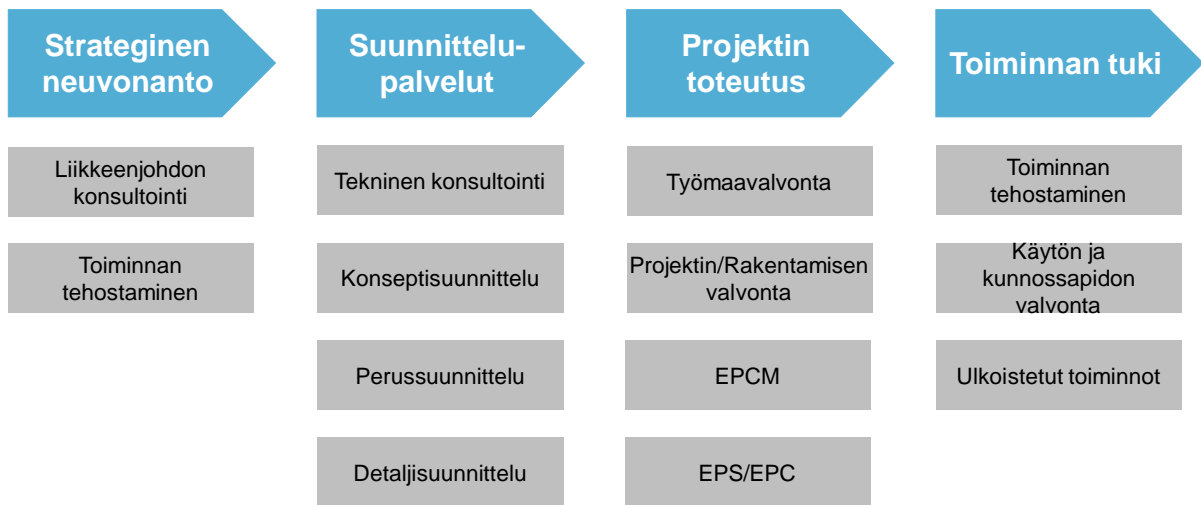 Strateginen
neuvonanto
Liikkeenjohdon
konsultointi
Toiminnan
tehostaminen
Suunnittelu-
palvelut
Tekninen konsultointi
Konseptisuunnittelu
Perussuunnittelu
Detaljisuunnittelu
Projektin
toteutus
Työmaavalvonta
Projektin/Rakentamisen
valvonta
EPCM
EPS/EPC
Toiminnan tuki
Toiminnan
tehostaminen
Käytön ja
kunnossapidon
valvonta
Ulkoistetut toiminnot